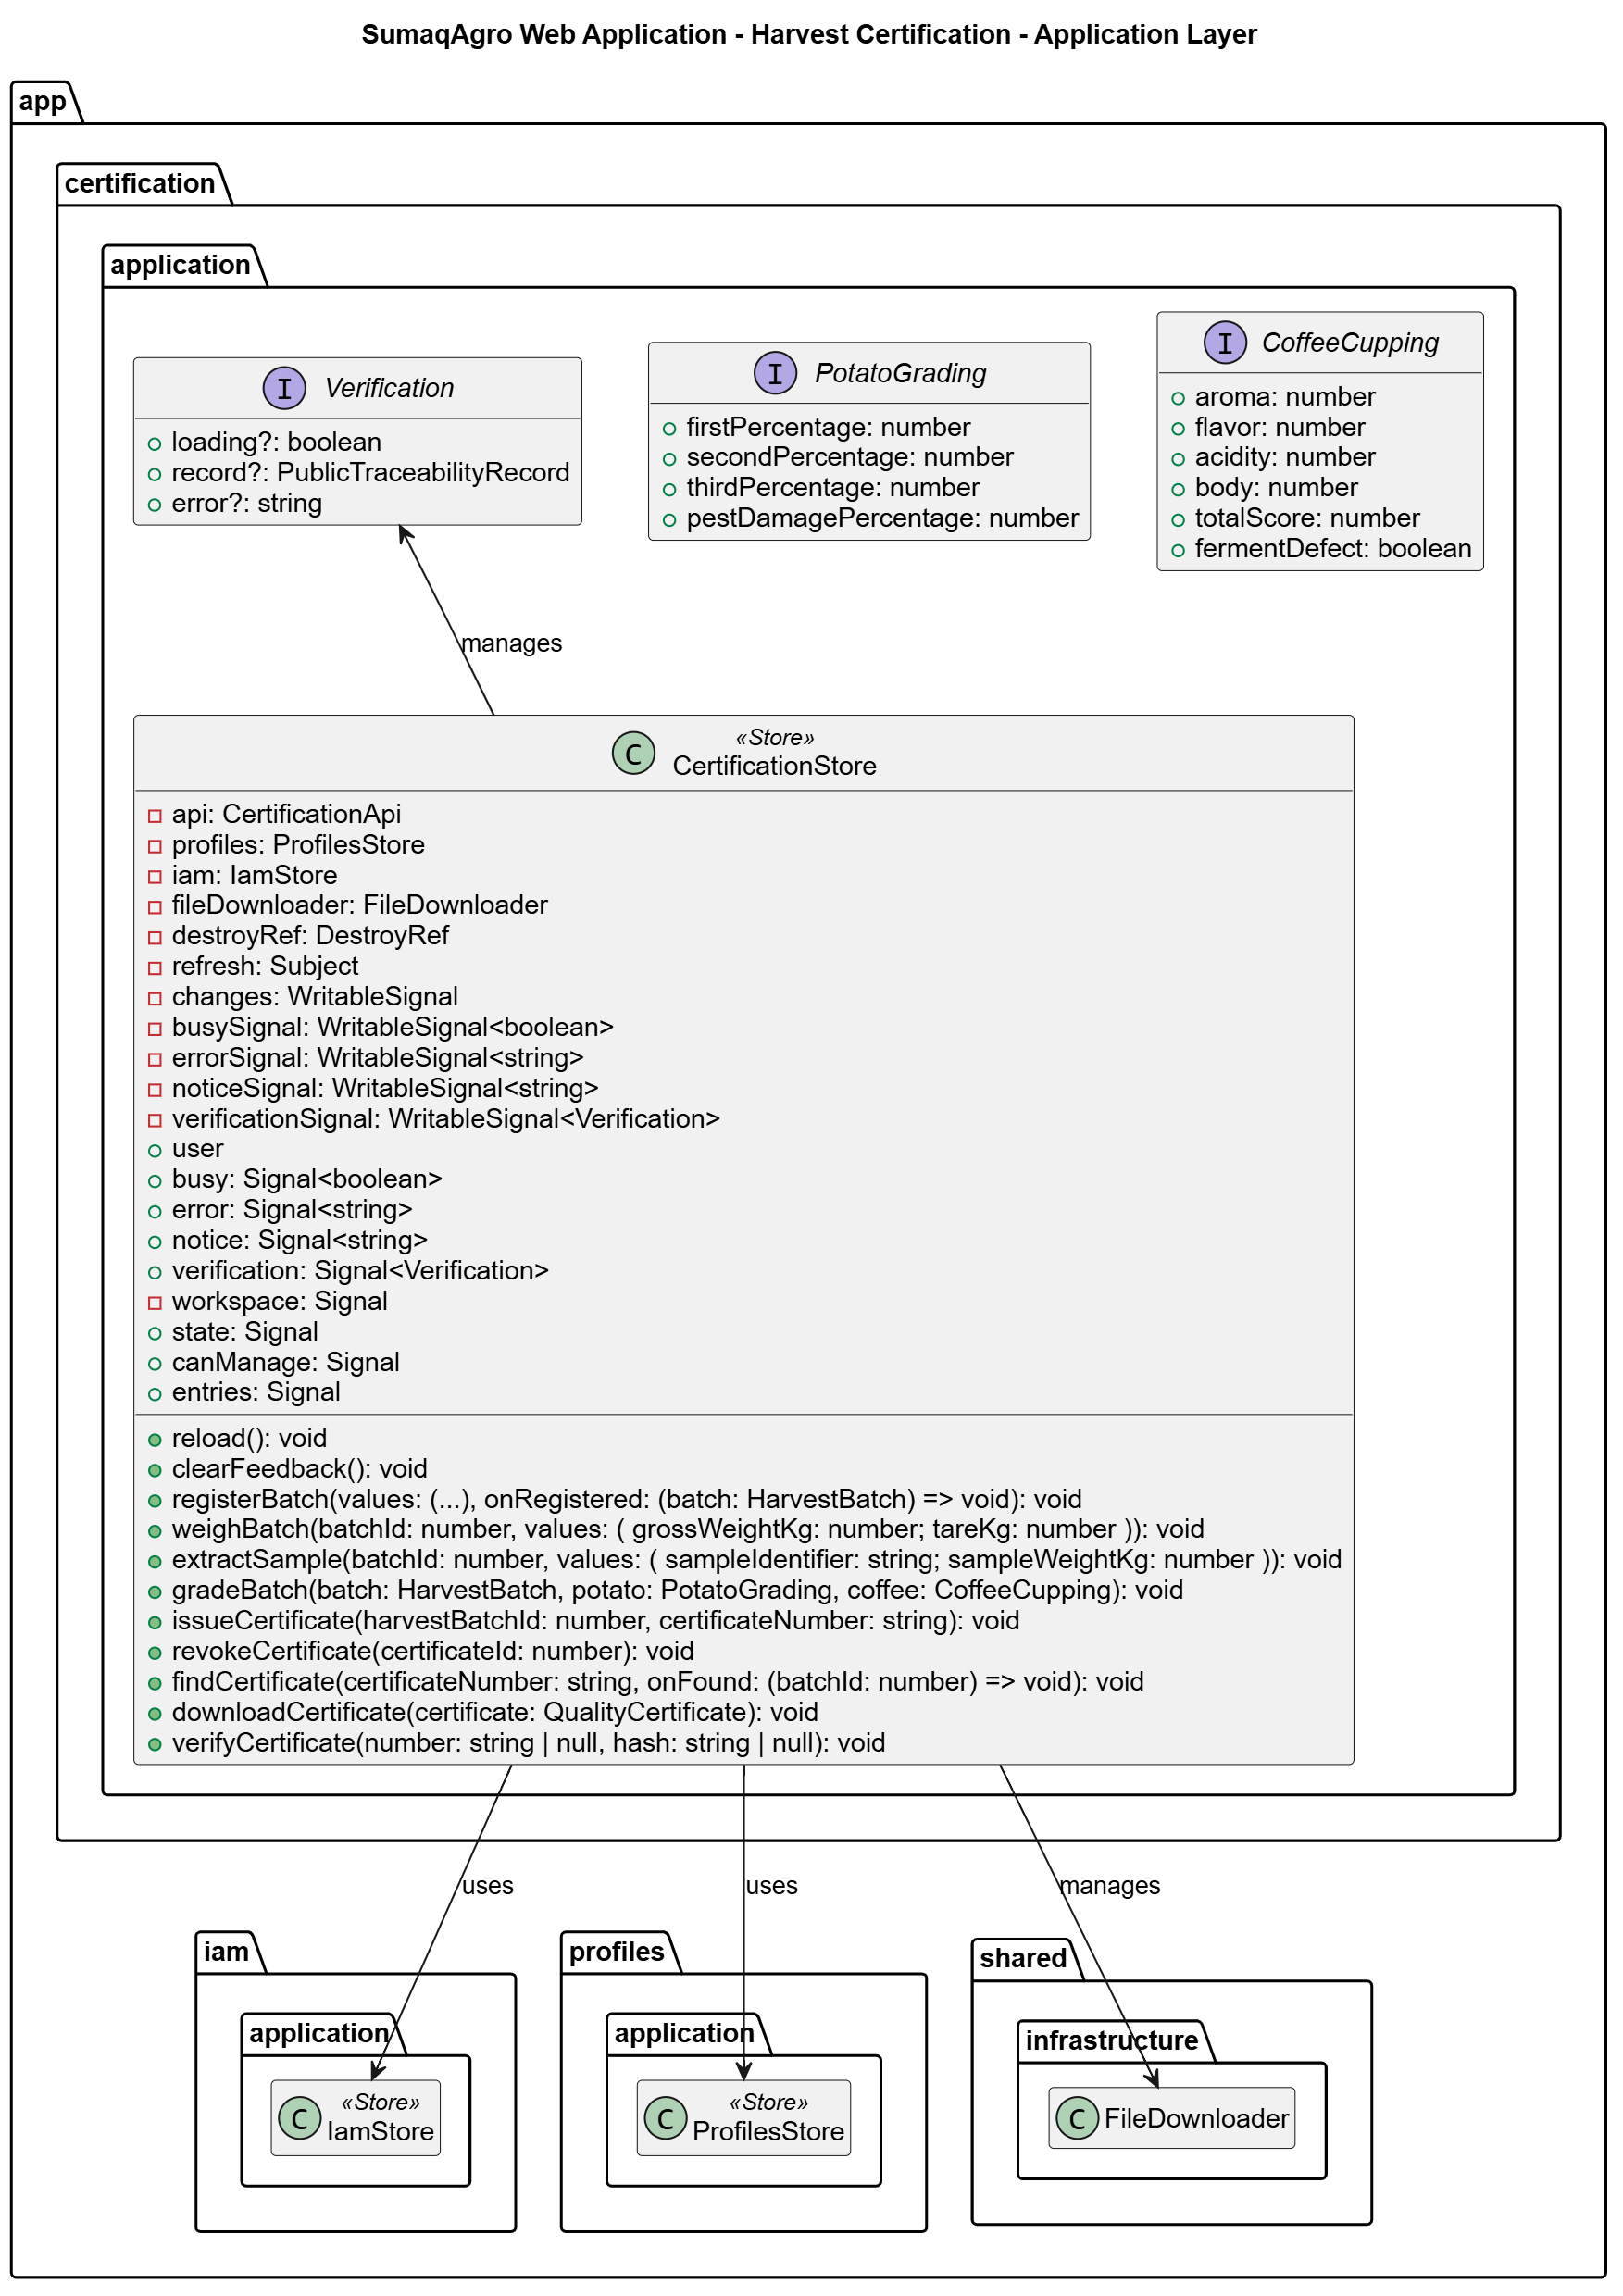 SumaqAgro Web Application - Harvest Certification - Application Layer
app
certification
application
I Verification
loading?: boolean
record?: PublicTraceabilityRecord
error?: string
I PotatoGrading
firstPercentage: number
secondPercentage: number
thirdPercentage: number
pestDamagePercentage: number
I CoffeeCupping
aroma: number
flavor: number
acidity: number
body: number
totalScore: number
fermentDefect: boolean
manages
«Store»
C CertificationStore
api: CertificationApi
profiles: ProfilesStore
iam: IamStore
fileDownloader: FileDownloader
destroyRef: DestroyRef
refresh: Subject
changes: WritableSignal
busySignal: WritableSignal<boolean>
errorSignal: WritableSignal<string>
noticeSignal: WritableSignal<string>
verificationSignal: WritableSignal<Verification>
user
busy: Signal<boolean>
error: Signal<string>
notice: Signal<string>
verification: Signal<Verification>
workspace: Signal
state: Signal
canManage: Signal
entries: Signal
reload(): void
clearFeedback(): void
registerBatch(values: (...), onRegistered: (batch: HarvestBatch) => void): void
weighBatch(batchId: number, values: ( grossWeightKg: number; tareKg: number )): void
extractSample(batchId: number, values: ( sampleIdentifier: string; sampleWeightKg: number )): void
gradeBatch(batch: HarvestBatch, potato: PotatoGrading, coffee: CoffeeCupping): void
issueCertificate(harvestBatchId: number, certificateNumber: string): void
revokeCertificate(certificateId: number): void
findCertificate(certificateNumber: string, onFound: (batchId: number) => void): void
downloadCertificate(certificate: QualityCertificate): void
verifyCertificate(number: string | null, hash: string | null): void
uses
uses
manages
iam
application
«Store»
C IamStore
profiles
application
«Store»
C ProfilesStore
shared
infrastructure
C FileDownloader